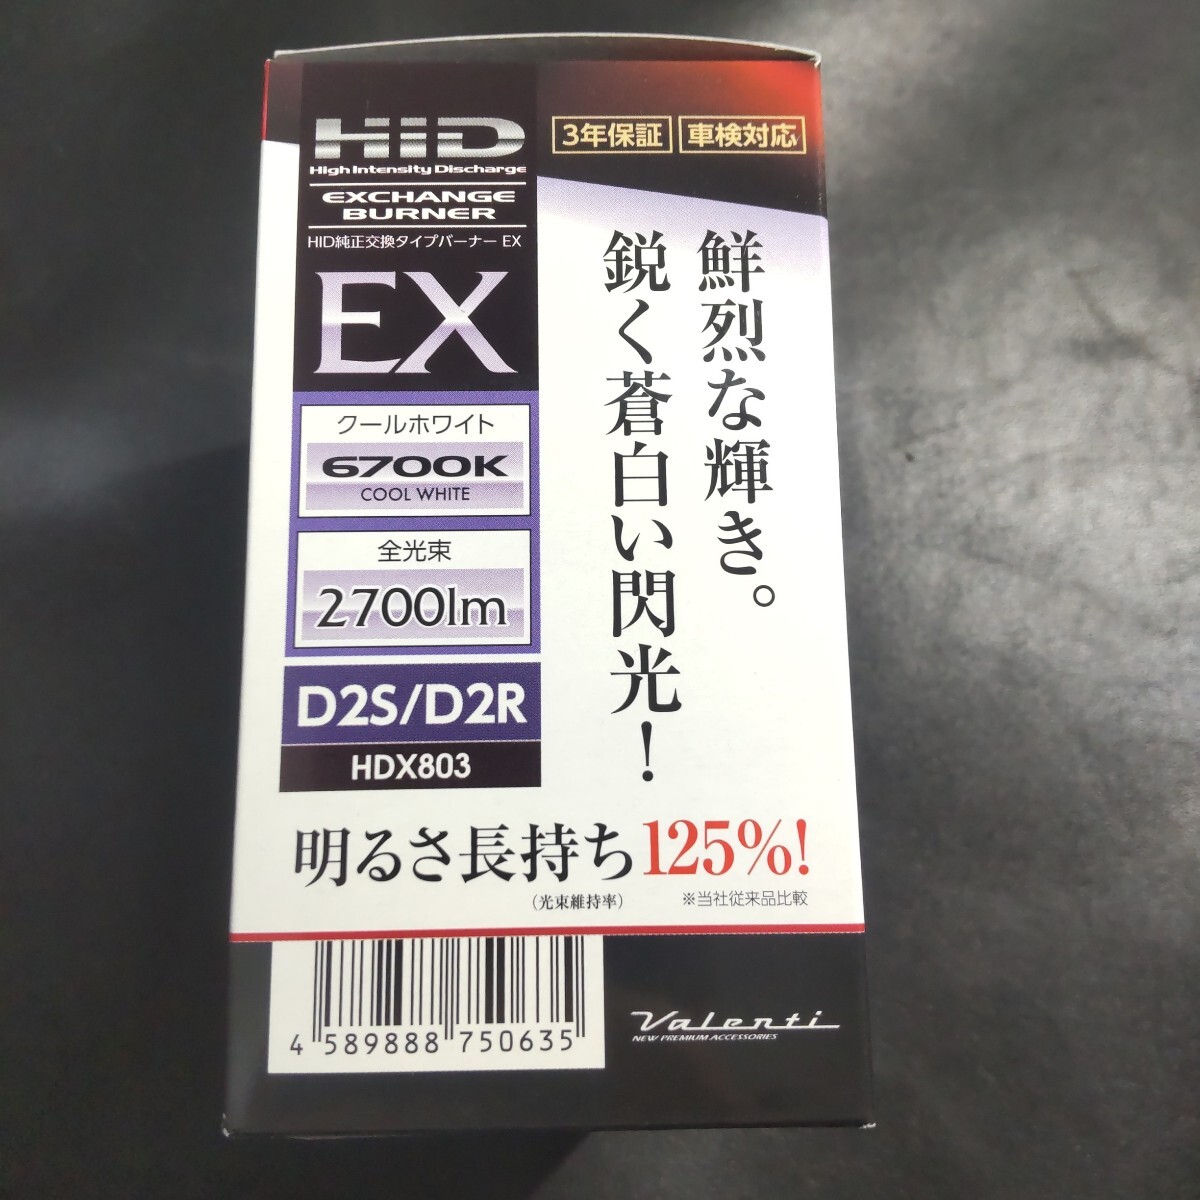 HID
High Intensity Discharge
EXCHANGE
BURNER
HID純正交換タイプバーナー EX
EX
クールホワイト
6700K
COOL WHITE
全光束
2700lm
D2S/D2R
HDX803
3年保証
車検対応
鮮烈な輝き。
鋭く蒼白い閃光!
明るさ長持ち125%!
(光束維持率)
※当社従来品比較
4 589888 750635
Valenti
NEW PREMIUM ACCESSORIES